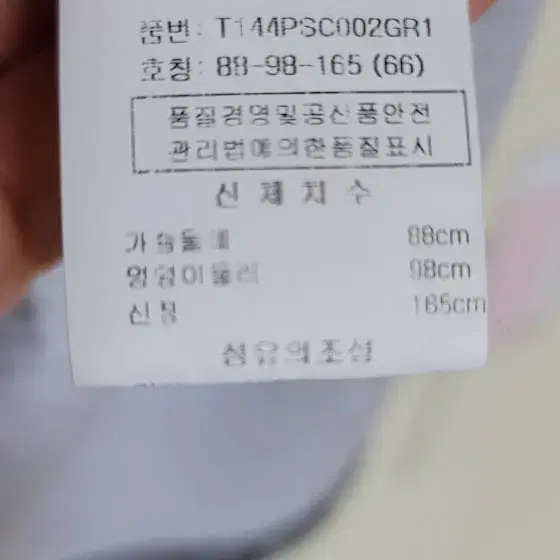 품번: T144PSC002GR1
호칭: 88-98-165 (66)
품질경영및공산품안전
관리법에의한품질표시
신 체 치 수
가슴둘레 88cm
엉덩이둘레 98cm
신장 165cm
섬유의조성